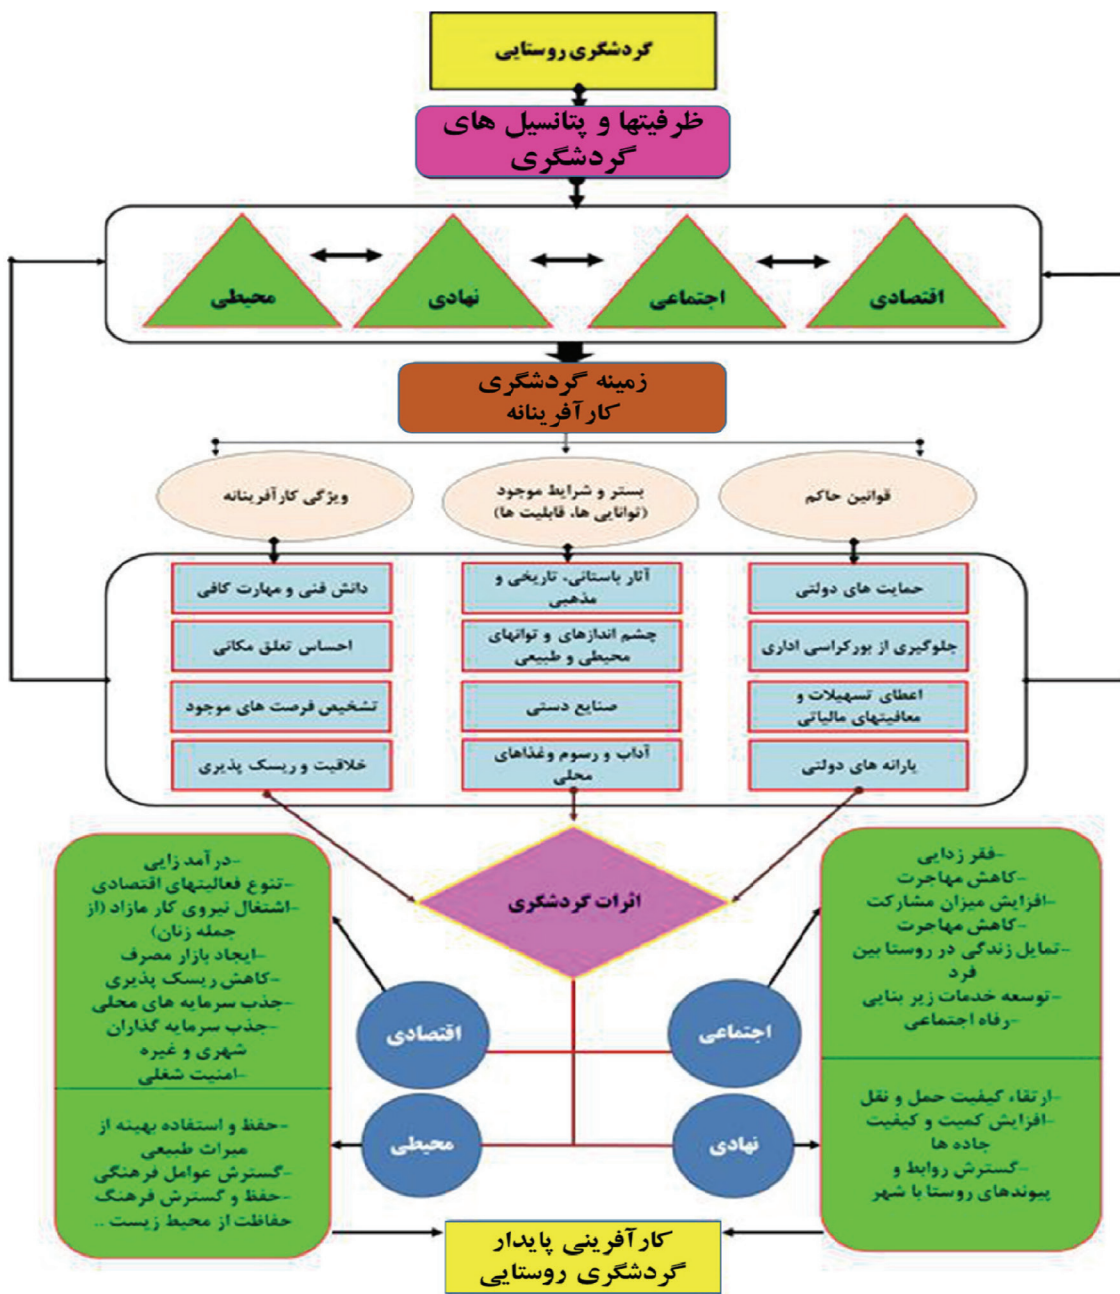 گردشگری روستایی
ظرفیتها و پتانسیل های
گردشگری
اقتصادی
اجتماعی
نهادی
محیطی
زمینه گردشگری
کارآفرینانه
قوانین حاکم
بستر و شرایط موجود
(توانایی ها، قابلیت ها)
ویژگی کارآفرینانه
حمایت های دولتی
جلوگیری از بورکراسی اداری
اعطای تسهیلات و
معافیتهای مالیاتی
یارانه های دولتی
آثار باستانی، تاریخی و
مذهبی
چشم اندازهای و توانهای
محیطی و طبیعی
صنایع دستی
آداب و رسوم وغذاهای
محلی
دانش فنی و مهارت کافی
احساس تعلق مکانی
تشخیص فرصت های موجود
خلاقیت و ریسک پذیری
اثرات گردشگری
-فقر زدایی
-کاهش مهاجرت
-افزایش میزان مشارکت
-کاهش مهاجرت
-تمایل زندگی در روستا بین
فرد
-توسعه خدمات زیر بنایی
-رفاه اجتماعی
-ارتقاء کیفیت حمل و نقل
-افزایش کمیت و کیفیت
جاده ها
-گسترش روابط و
پیوندهای روستا با شهر
اجتماعی
نهادی
اقتصادی
محیطی
-درآمد زایی
-تنوع فعالیتهای اقتصادی
-اشتغال نیروی کار مازاد (از
جمله زنان)
-ایجاد بازار مصرف
-کاهش ریسک پذیری
-جذب سرمایه های محلی
-جذب سرمایه گذاران
شهری و غیره
-امنیت شغلی
-حفظ و استفاده بهینه از
میراث طبیعی
-گسترش عوامل فرهنگی
-حفظ و گسترش فرهنگ
حفاظت از محیط زیست ..
کارآفرینی پایدار
گردشگری روستایی